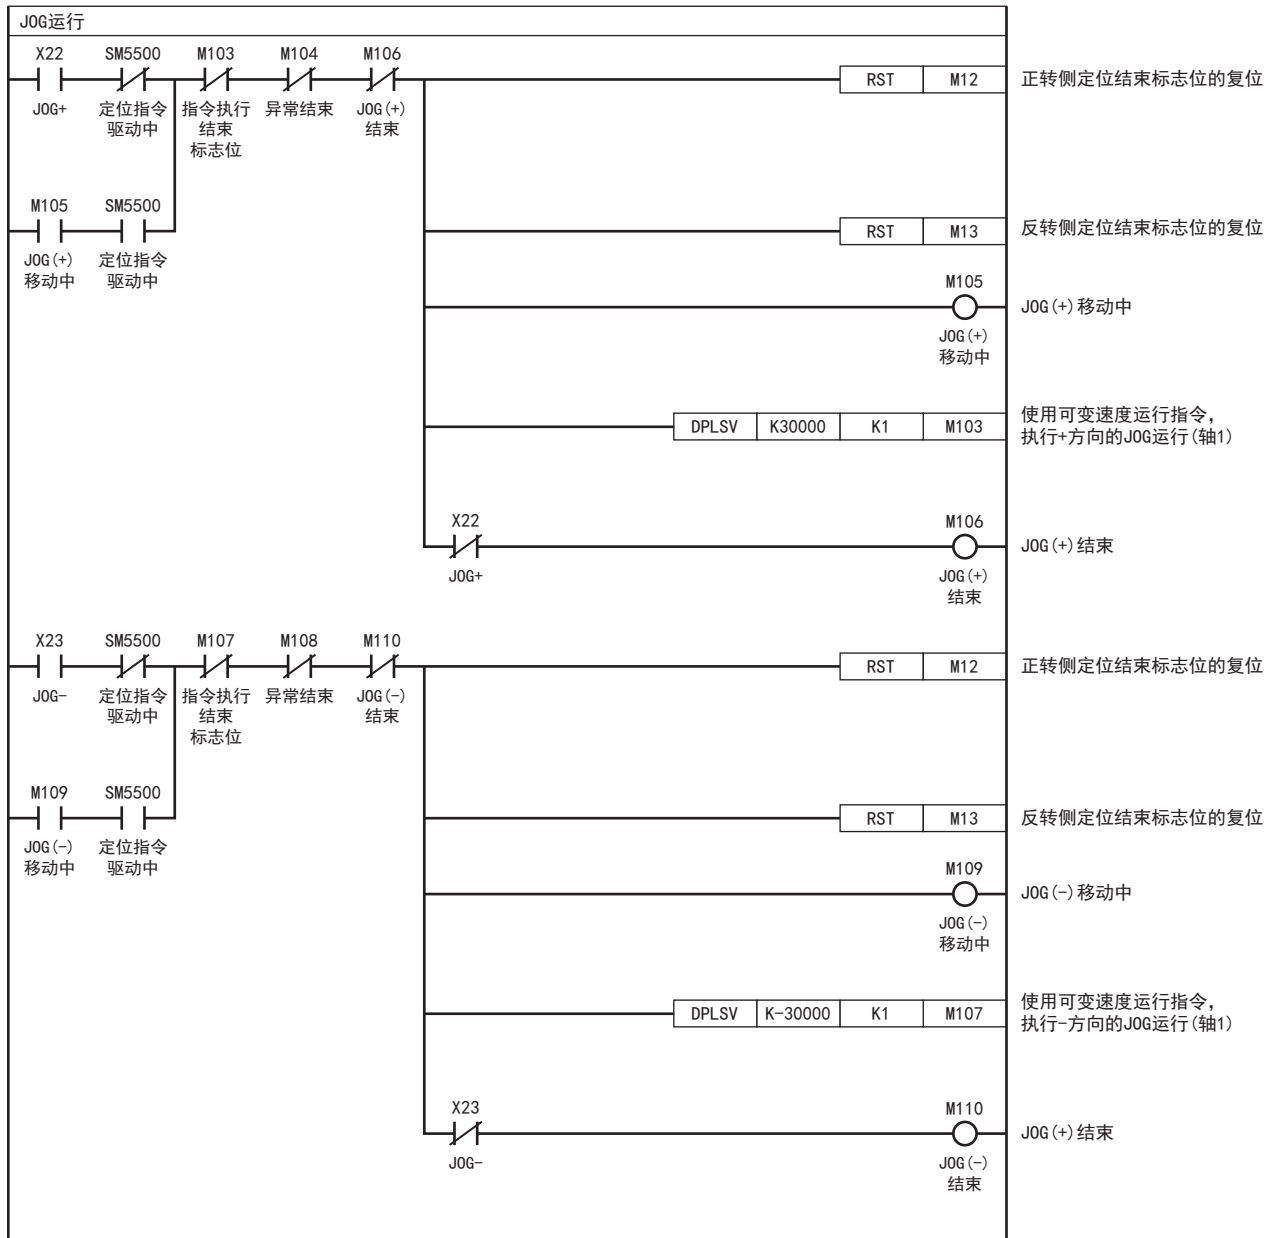 JOG运行
X22 SM5500 M103 M104 M106
RST M12 正转侧定位结束标志位的复位
JOG+ 定位指令 指令执行 异常结束 JOG(+)
驱动中 结束 结束
标志位
M105 SM5500
RST M13 反转侧定位结束标志位的复位
JOG(+) 定位指令
移动中 驱动中
M105
JOG(+)移动中
JOG(+)
移动中
使用可变速度运行指令,
DPLSV K30000 K1 M103
执行+方向的JOG运行(轴1)
X22 M106
JOG(+)结束
JOG+ JOG(+)
结束
X23 SM5500 M107 M108 M110
RST M12 正转侧定位结束标志位的复位
JOG- 定位指令 指令执行 异常结束 JOG(-)
驱动中 结束 结束
标志位
M109 SM5500
RST M13 反转侧定位结束标志位的复位
JOG(-) 定位指令
移动中 驱动中
M109
JOG(-)移动中
JOG(-)
移动中
使用可变速度运行指令,
DPLSV K-30000 K1 M107
执行-方向的JOG运行(轴1)
X23 M110
JOG(+)结束
JOG- JOG(-)
结束